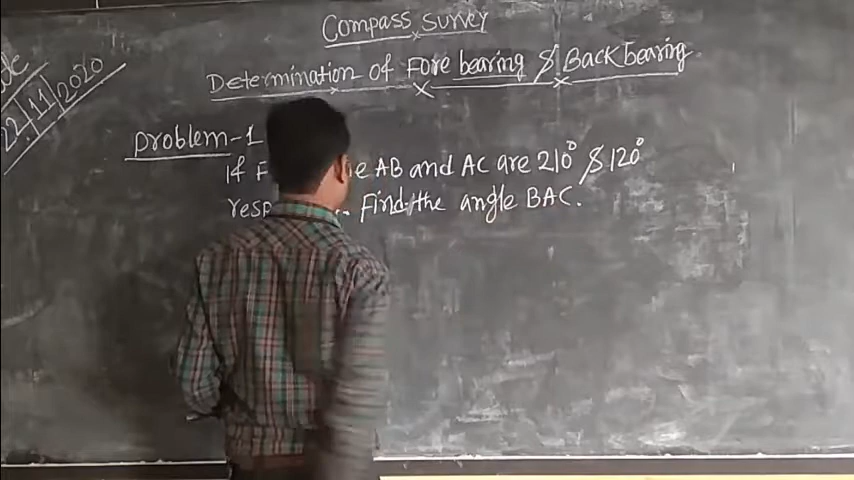 Compass Survey
Determination of Fore bearing & Back bearing.
22/11/2020
Problem-1
If AB and AC are 210° & 120°
Find the angle BAC.